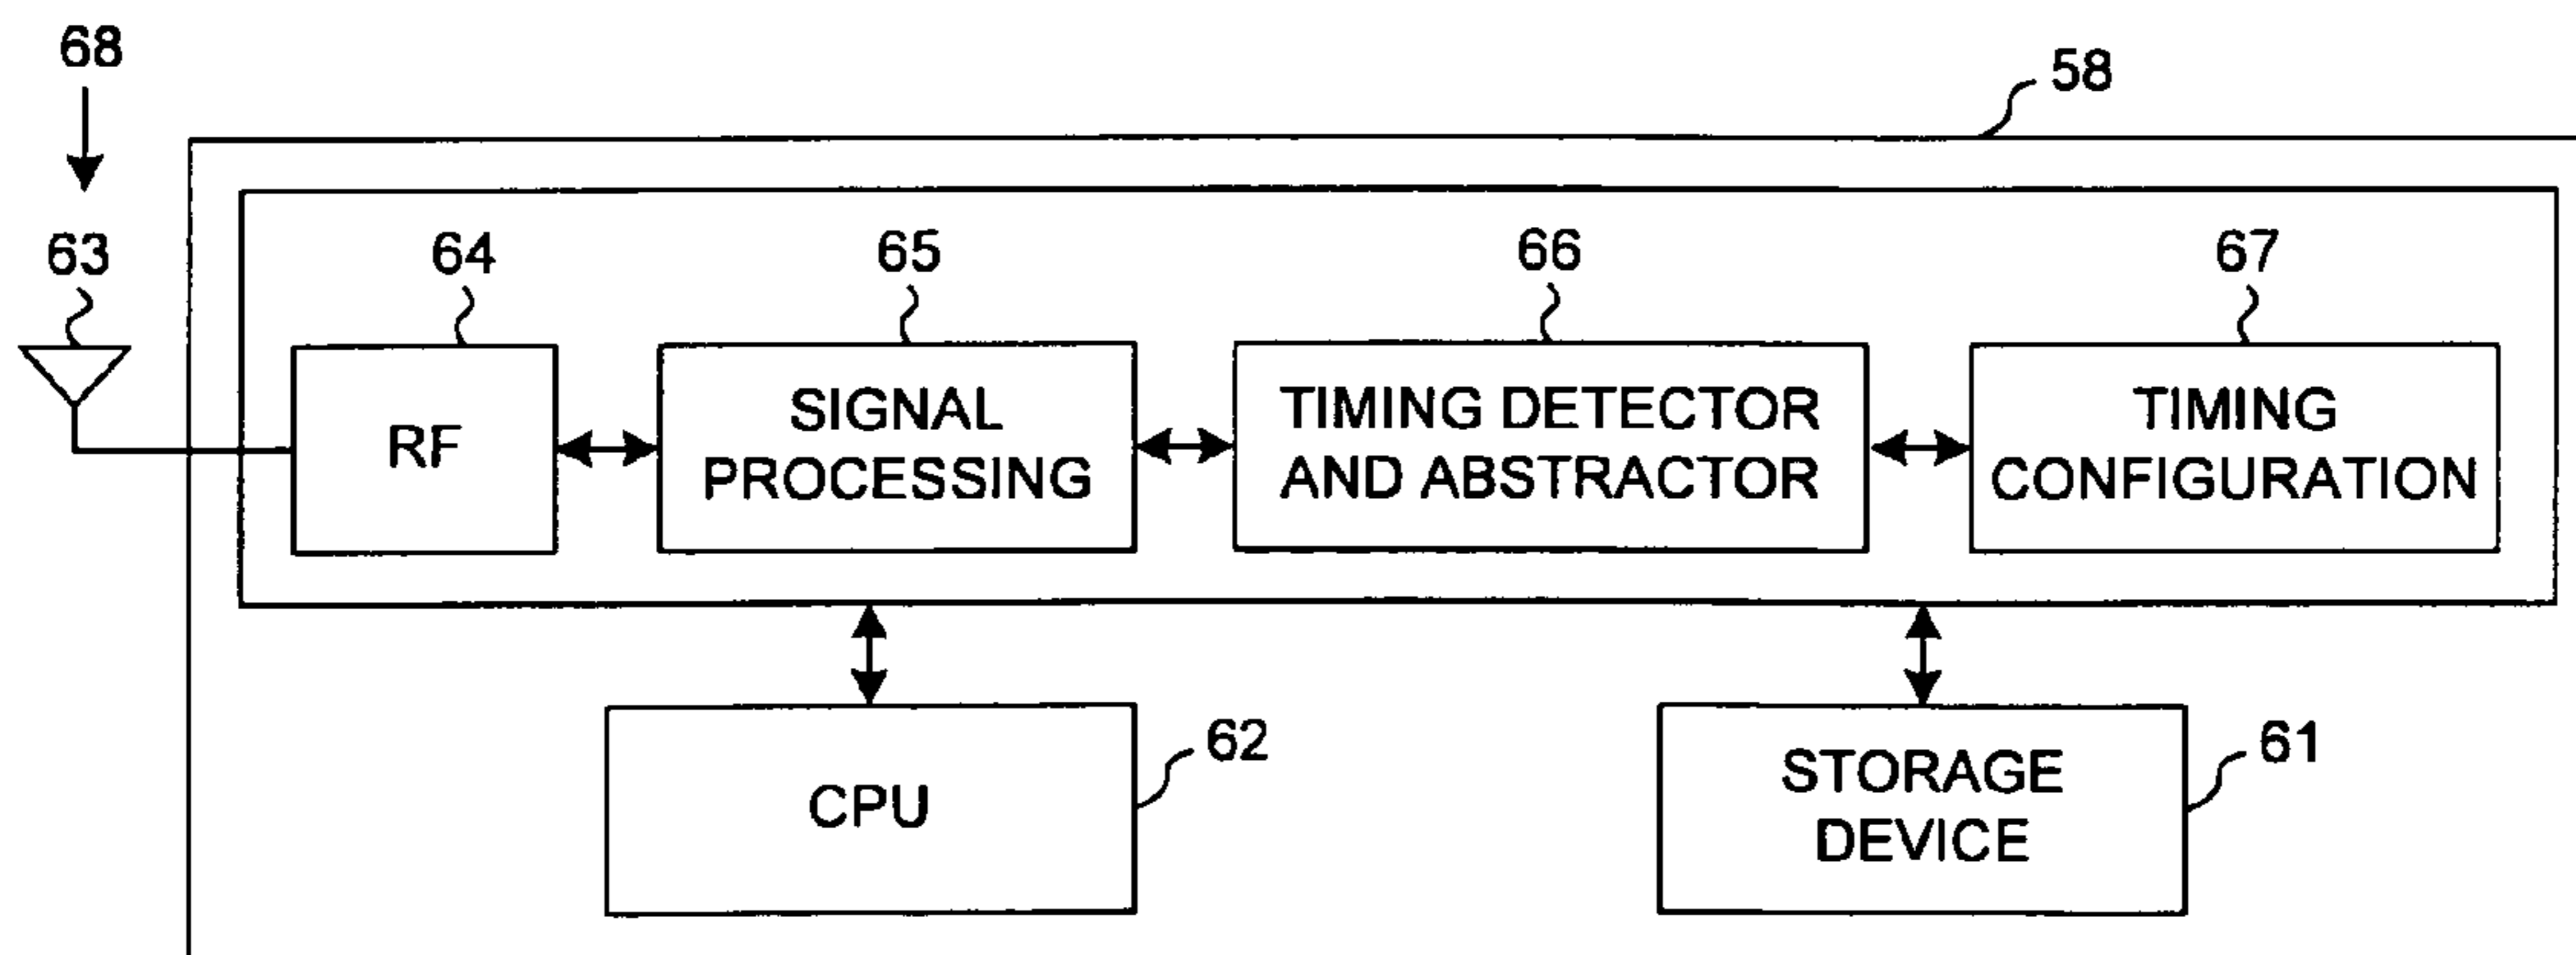 68
58
63
64
65
66
67
RF
SIGNAL
PROCESSING
TIMING DETECTOR
AND ABSTRACTOR
TIMING
CONFIGURATION
CPU
62
STORAGE
DEVICE
61